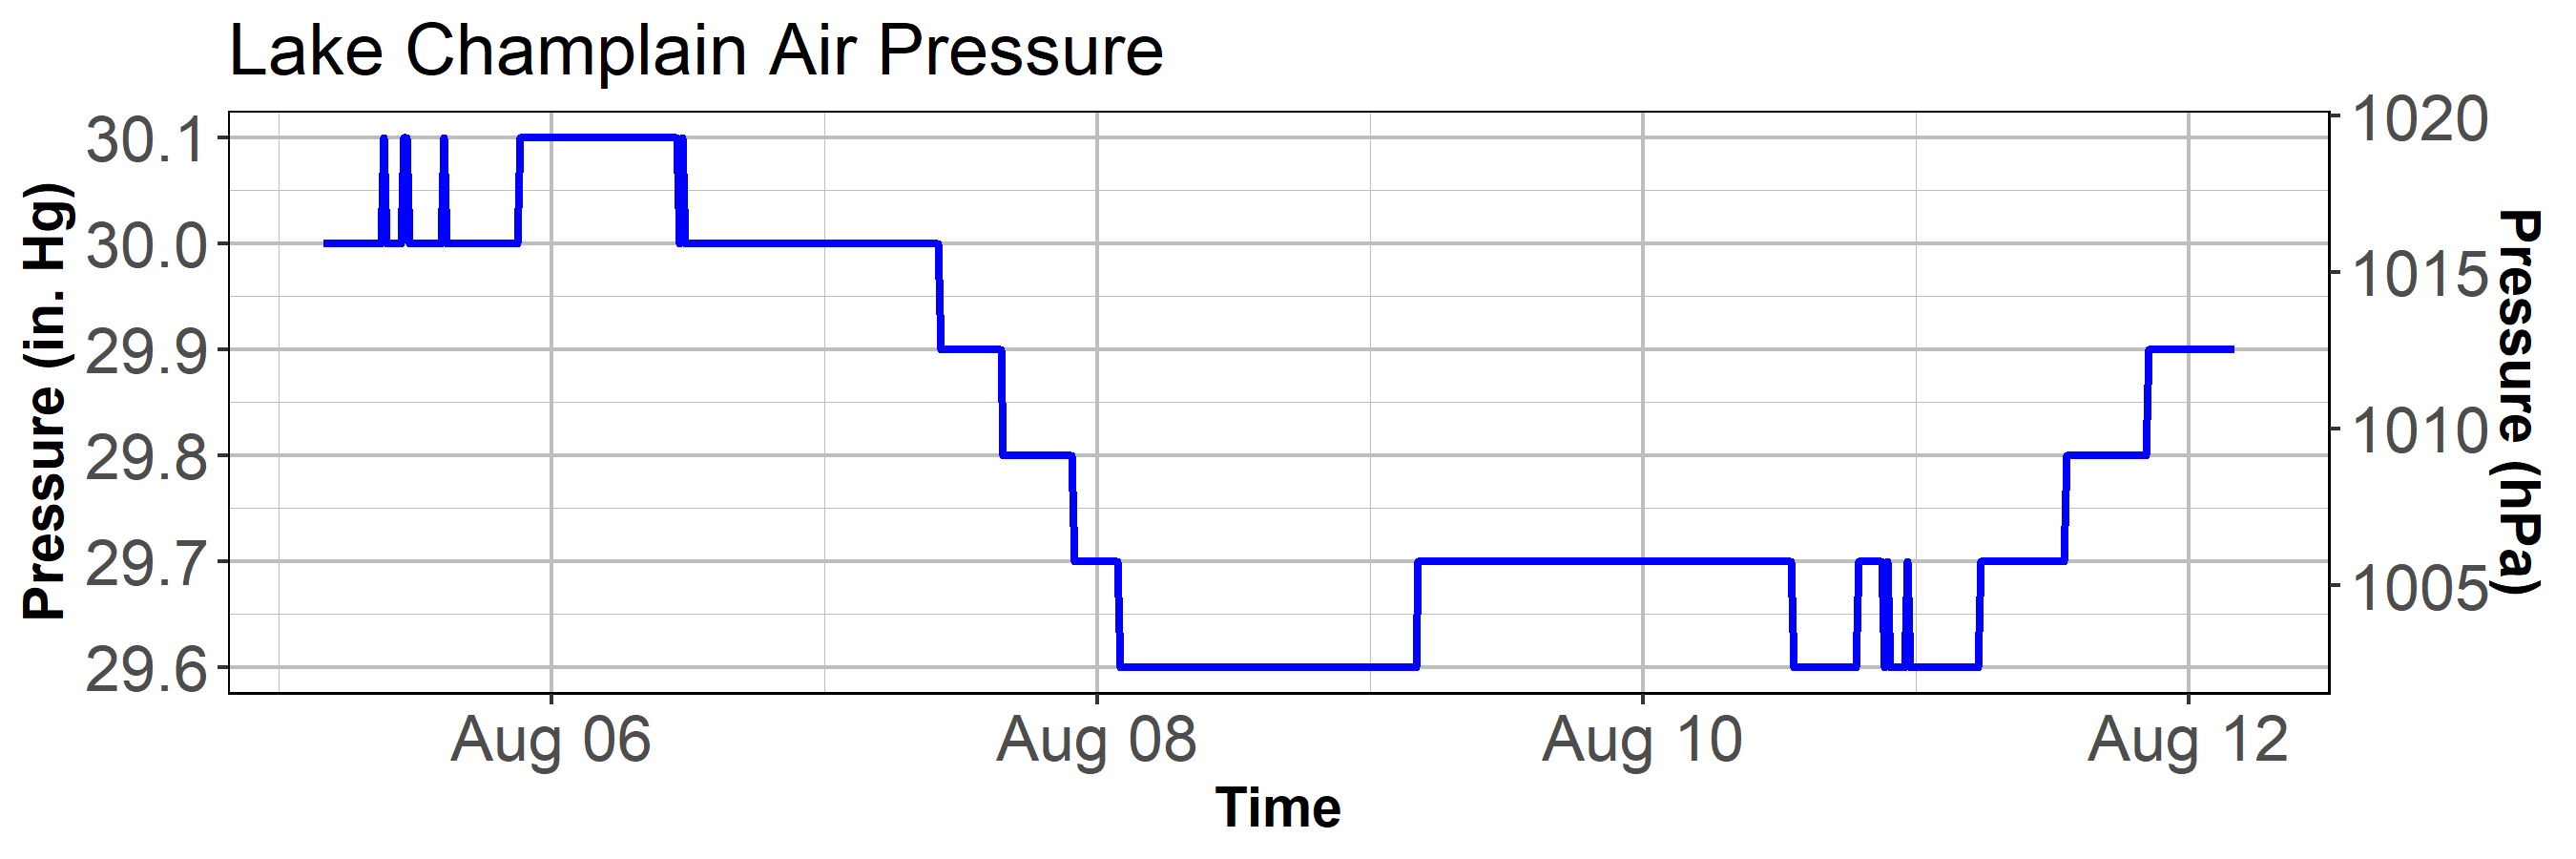 Lake Champlain Air Pressure
Pressure (in. Hg)
30.1
30.0
29.9
29.8
29.7
29.6
1020
1015
1010
1005
Pressure (hPa)
Aug 06 Aug 08 Aug 10 Aug 12
Time